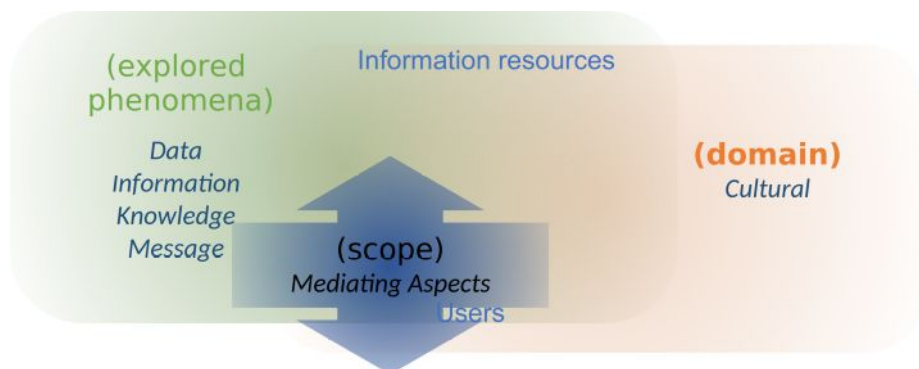 Information resources
(explored
phenomena)
Data
Information
Knowledge
Message
(domain)
Cultural
(scope)
Mediating Aspects
Users